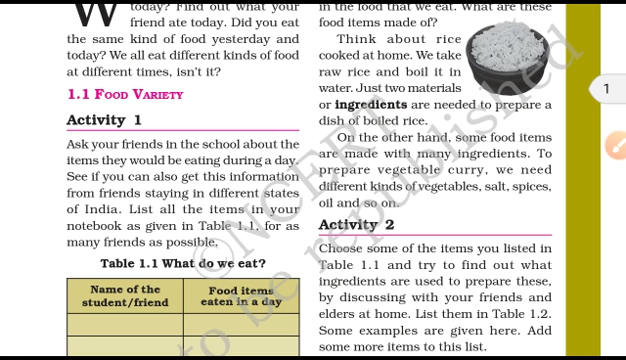 W
today? Find out what your
friend ate today. Did you eat
the same kind of food yesterday and
today? We all eat different kinds of food
at different times, isn't it?
1.1 FOOD VARIETY
Activity 1
Ask your friends in the school about the
items they would be eating during a day.
See if you can also get this information
from friends staying in different states
of India. List all the items in your
notebook as given in Table 1.1, for as
many friends as possible.
Table 1.1 What do we eat?
Name of the
student/friend
Food items
eaten in a day
in the food that we eat. What are these
food items made of?
Think about rice
cooked at home. We take
raw rice and boil it in
water. Just two materials
or ingredients are needed to prepare a
dish of boiled rice.
On the other hand, some food items
are made with many ingredients. To
prepare vegetable curry, we need
different kinds of vegetables, salt, spices,
oil and so on.
Activity 2
Choose some of the items you listed in
Table 1.1 and try to find out what
ingredients are used to prepare these,
by discussing with your friends and
elders at home. List them in Table 1.2.
Some examples are given here. Add
some more items to this list.
1
©NCERT
to be republished